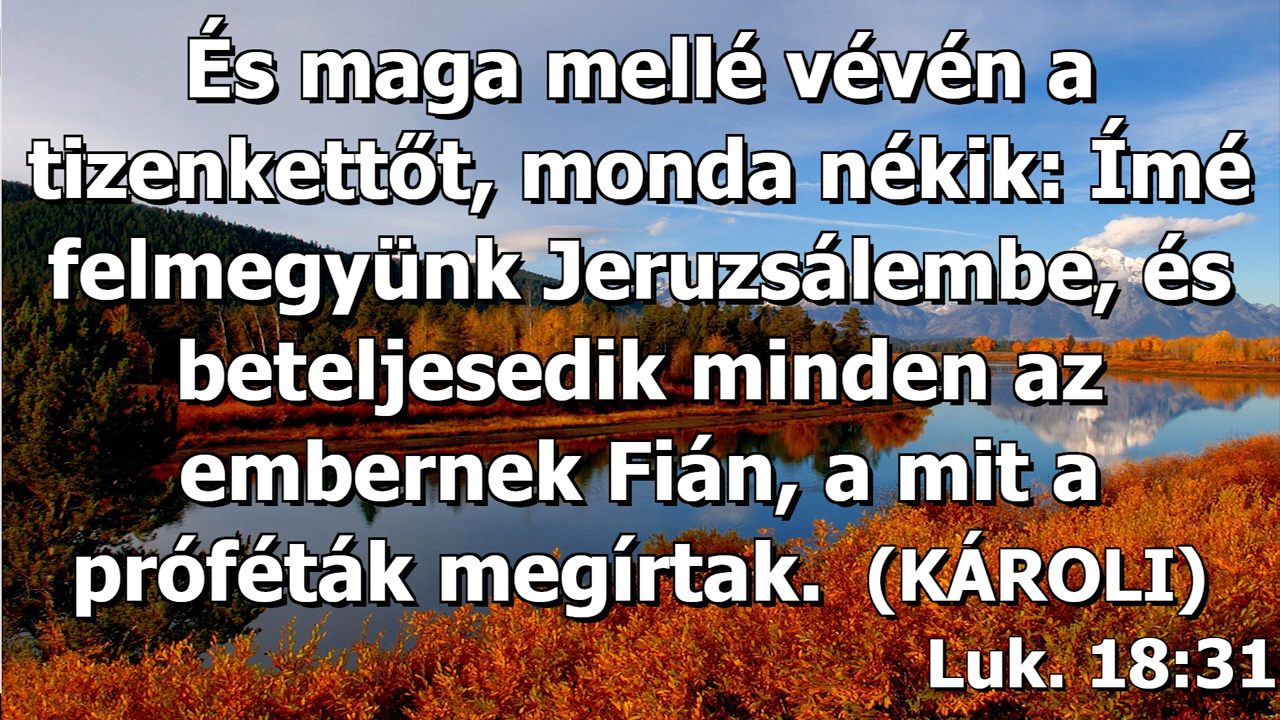 És maga mellé vévén a
tizenkettőt, monda nékik: Ímé
felmegyünk Jeruzsálembe, és
beteljesedik minden az
embernek Fián, a mit a
próféták megírtak. (KÁROLI)
Luk. 18:31